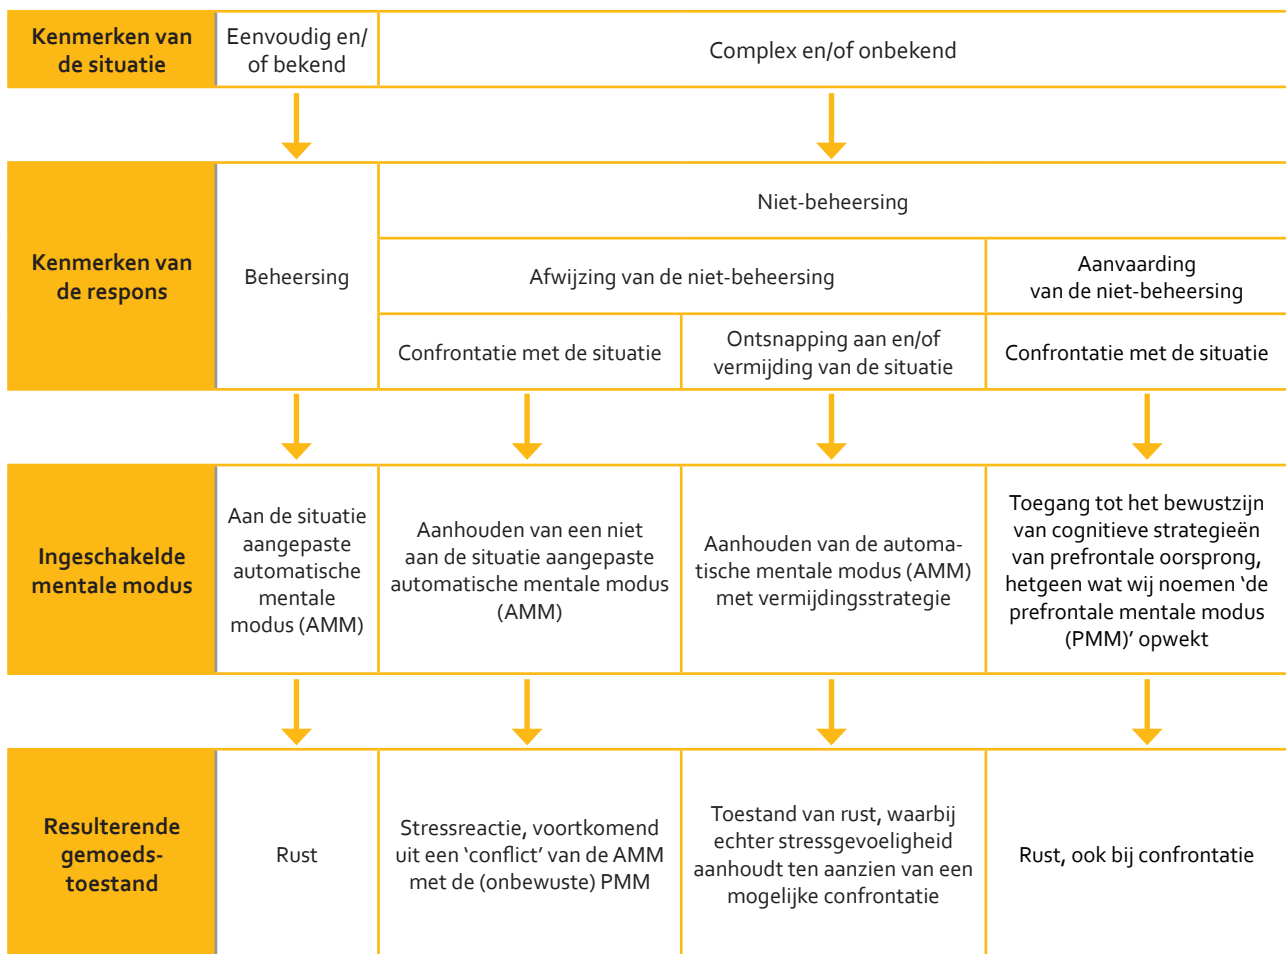 Kenmerken van
de situatie
Eenvoudig en/
of bekend
Complex en/of onbekend
Kenmerken van
de respons
Beheersing
Niet-beheersing
Afwijzing van de niet-beheersing
Aanvaarding
van de niet-beheersing
Confrontatie met de situatie
Ontsnapping aan en/of
vermijding van de situatie
Confrontatie met de situatie
Ingeschakelde
mentale modus
Aan de situatie
aangepaste
automatische
mentale
modus (AMM)
Aanhouden van een niet
aan de situatie aangepaste
automatische mentale modus
(AMM)
Aanhouden van de automa-
tische mentale modus (AMM)
met vermijdingsstrategie
Toegang tot het bewustzijn
van cognitieve strategieën
van prefrontale oorsprong,
hetgeen wat wij noemen ‘de
prefrontale mentale modus
(PMM)’ opwekt
Resulterende
gemoeds-
toestand
Rust
Stressreactie, voortkomend
uit een ‘conflict’ van de AMM
met de (onbewuste) PMM
Toestand van rust, waarbij
echter stressgevoeligheid
aanhoudt ten aanzien van een
mogelijke confrontatie
Rust, ook bij confrontatie